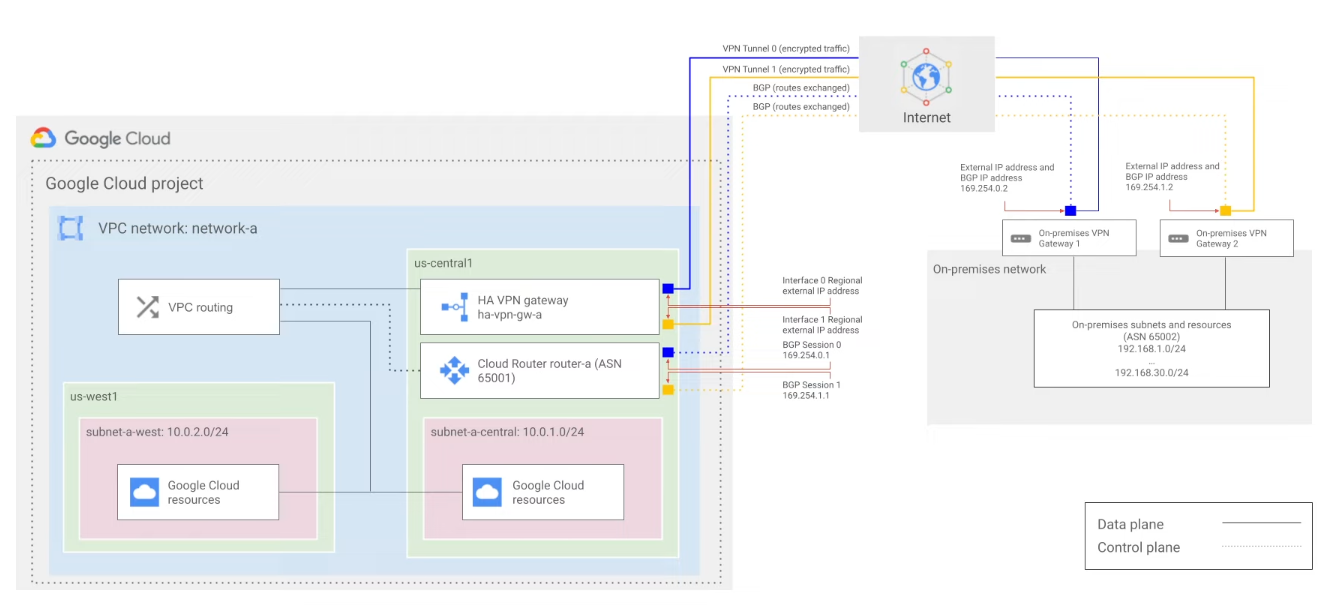 VPN Tunnel 0 (encrypted traffic)
VPN Tunnel 1 (encrypted traffic)
BGP (routes exchanged)
BGP (routes exchanged)
Internet
Google Cloud
Google Cloud project
VPC network: network-a
us-central1
VPC routing
HA VPN gateway
ha-vpn-gw-a
Cloud Router router-a (ASN
65001)
us-west1
subnet-a-west: 10.0.2.0/24
Google Cloud
resources
subnet-a-central: 10.0.1.0/24
Google Cloud
resources
Interface 0 Regional
external IP address
Interface 1 Regional
external IP address
BGP Session 0
169.254.0.1
BGP Session 1
169.254.1.1
External IP address and
BGP IP address
169.254.0.2
External IP address and
BGP IP address
169.254.1.2
On-premises VPN
Gateway 1
On-premises VPN
Gateway 2
On-premises network
On-premises subnets and resources
(ASN 65002)
192.168.1.0/24
...
192.168.30.0/24
Data plane
Control plane